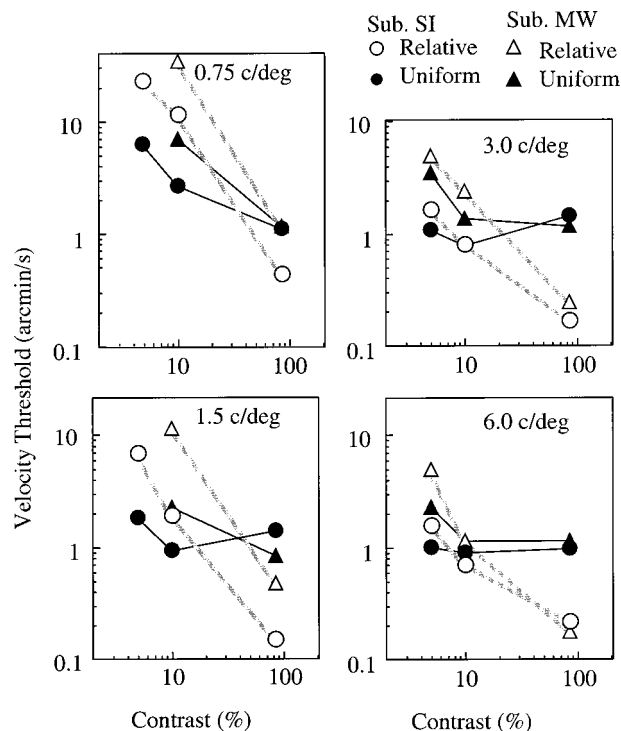 Sub. SI Sub. MW
Relative Relative
Uniform Uniform
Velocity Threshold (arcmin/s)
0.75 c/deg
10
1
0.1
10 100
3.0 c/deg
10
1
0.1
10 100
1.5 c/deg
10
1
0.1
10 100
6.0 c/deg
10
1
0.1
10 100
Contrast (%) Contrast (%)